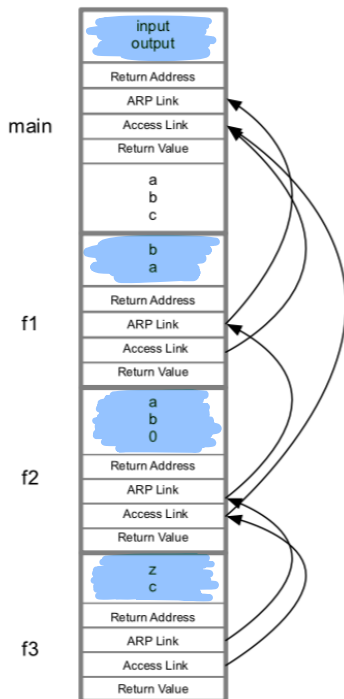 input
output
Return Address
ARP Link
main
Access Link
Return Value
a
b
c
b
a
Return Address
f1
ARP Link
Access Link
Return Value
a
b
0
Return Address
f2
ARP Link
Access Link
Return Value
z
c
Return Address
f3
ARP Link
Access Link
Return Value